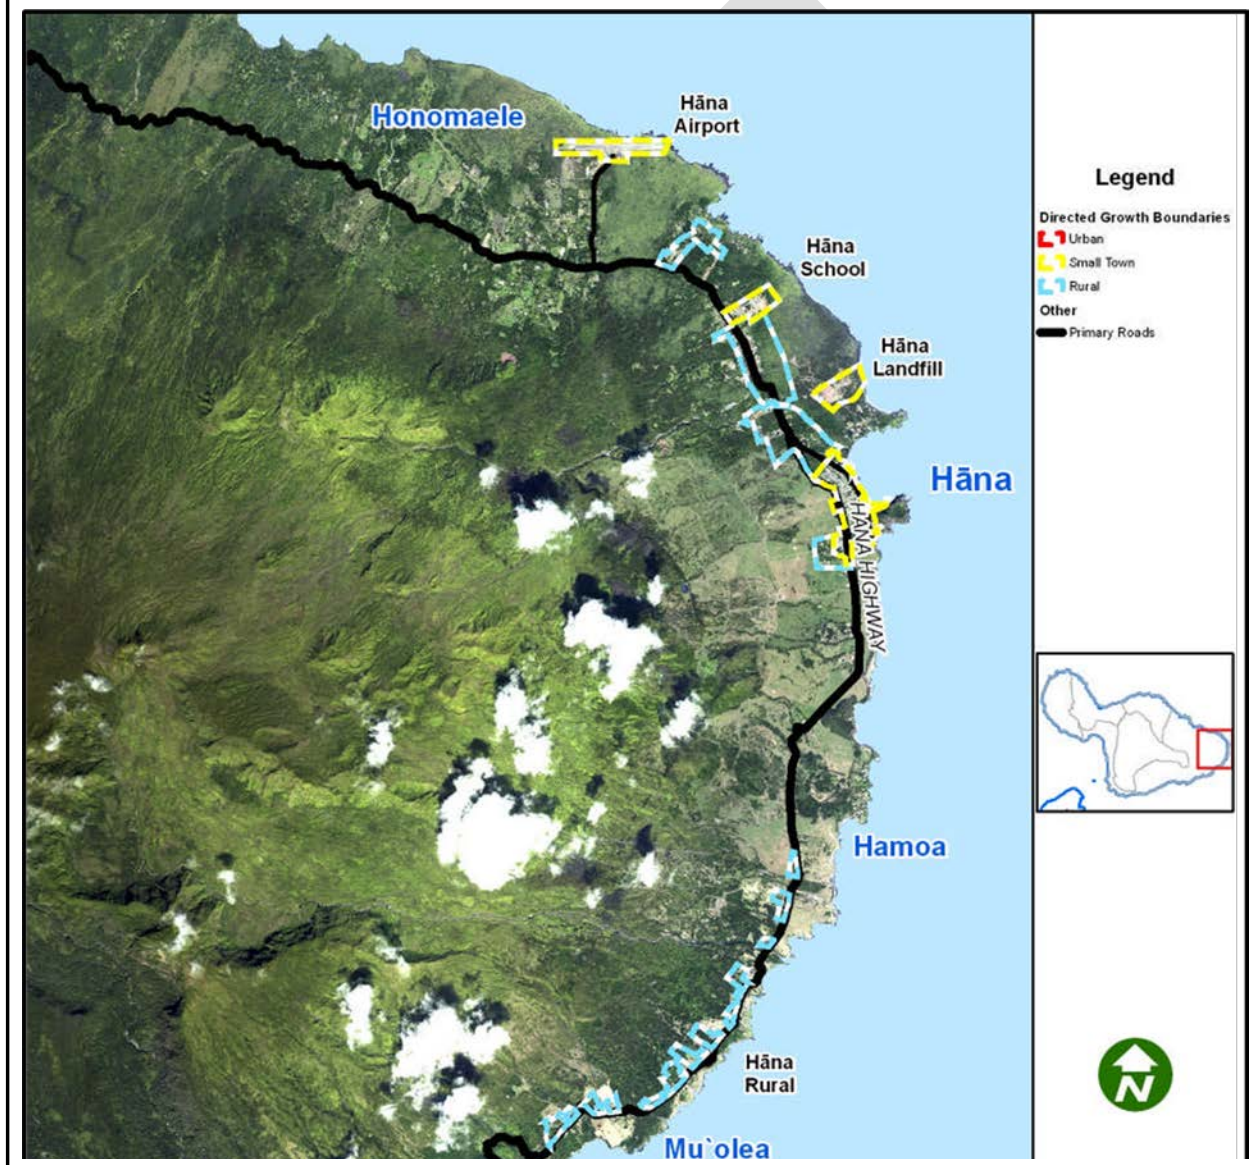 Honomaele
Hāna
Airport
Hāna
School
Hāna
Landfill
Hāna
HĀNA HIGHWAY
Hamoa
Hāna
Rural
Mu`olea
Legend
Directed Growth Boundaries
Urban
Small Town
Rural
Other
Primary Roads
N